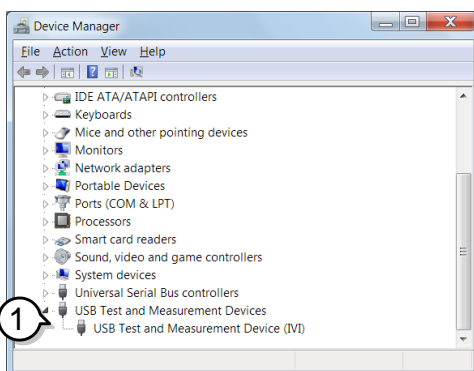 Device Manager
File Action View Help
IDE ATA/ATAPI controllers
Keyboards
Mice and other pointing devices
Monitors
Network adapters
Portable Devices
Ports (COM & LPT)
Processors
Smart card readers
Sound, video and game controllers
System devices
Universal Serial Bus controllers
USB Test and Measurement Devices
1
USB Test and Measurement Device (IVI)